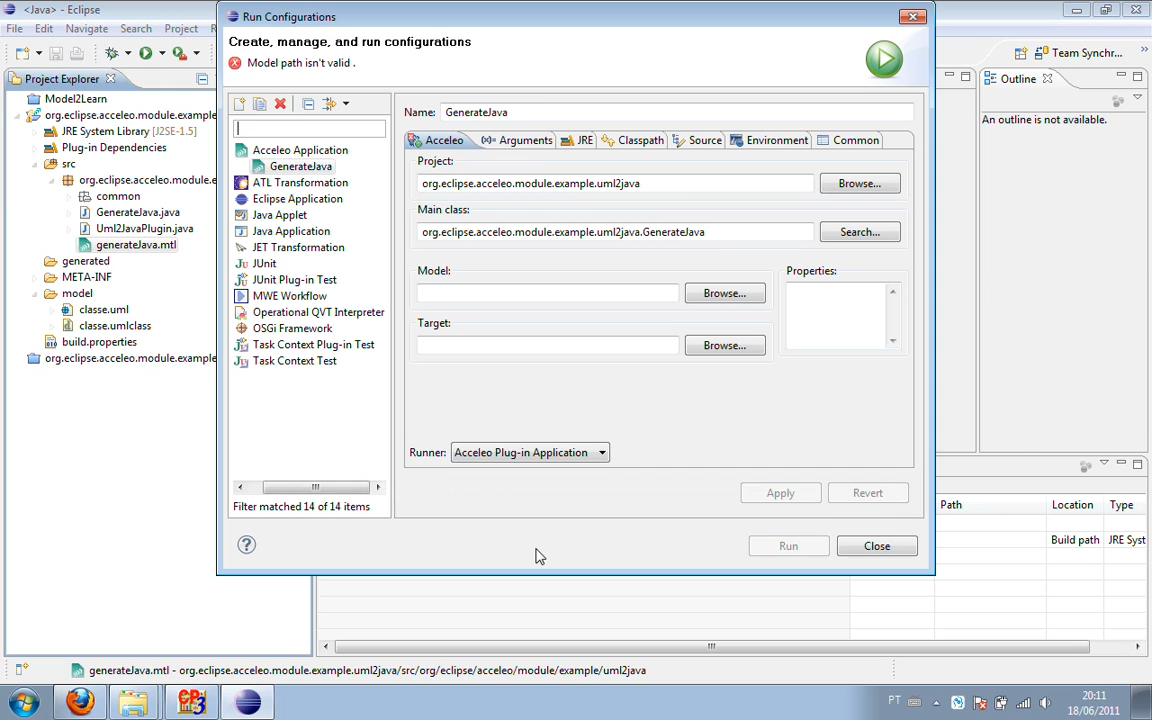 <Java> - Eclipse
File Edit Navigate Search Project
Team Synchr...
»
Project Explorer
Model2Learn
org.eclipse.acceleo.module.example
JRE System Library [J2SE-1.5]
Plug-in Dependencies
src
org.eclipse.acceleo.module.e
common
GenerateJava.java
Uml2JavaPlugin.java
generateJava.mtl
generated
META-INF
model
classe.uml
classe.umlclass
build.properties
org.eclipse.acceleo.module.example
Run Configurations
Create, manage, and run configurations
Model path isn't valid .
Acceleo Application
GenerateJava
ATL Transformation
Eclipse Application
Java Applet
Java Application
JET Transformation
JUnit
JUnit Plug-in Test
MWE Workflow
Operational QVT Interpreter
OSGi Framework
Task Context Plug-in Test
Task Context Test
Filter matched 14 of 14 items
Name: GenerateJava
Acceleo Arguments JRE Classpath Source Environment Common
Project:
org.eclipse.acceleo.module.example.uml2java Browse...
Main class:
org.eclipse.acceleo.module.example.uml2java.GenerateJava Search...
Model: Properties:
Browse...
Target:
Browse...
Runner: Acceleo Plug-in Application
Apply Revert
Run Close
Outline
An outline is not available.
Path Location Type
Build path JRE Syst
generateJava.mtl - org.eclipse.acceleo.module.example.uml2java/src/org/eclipse/acceleo/module/example/uml2java
PT
20:11
18/06/2011